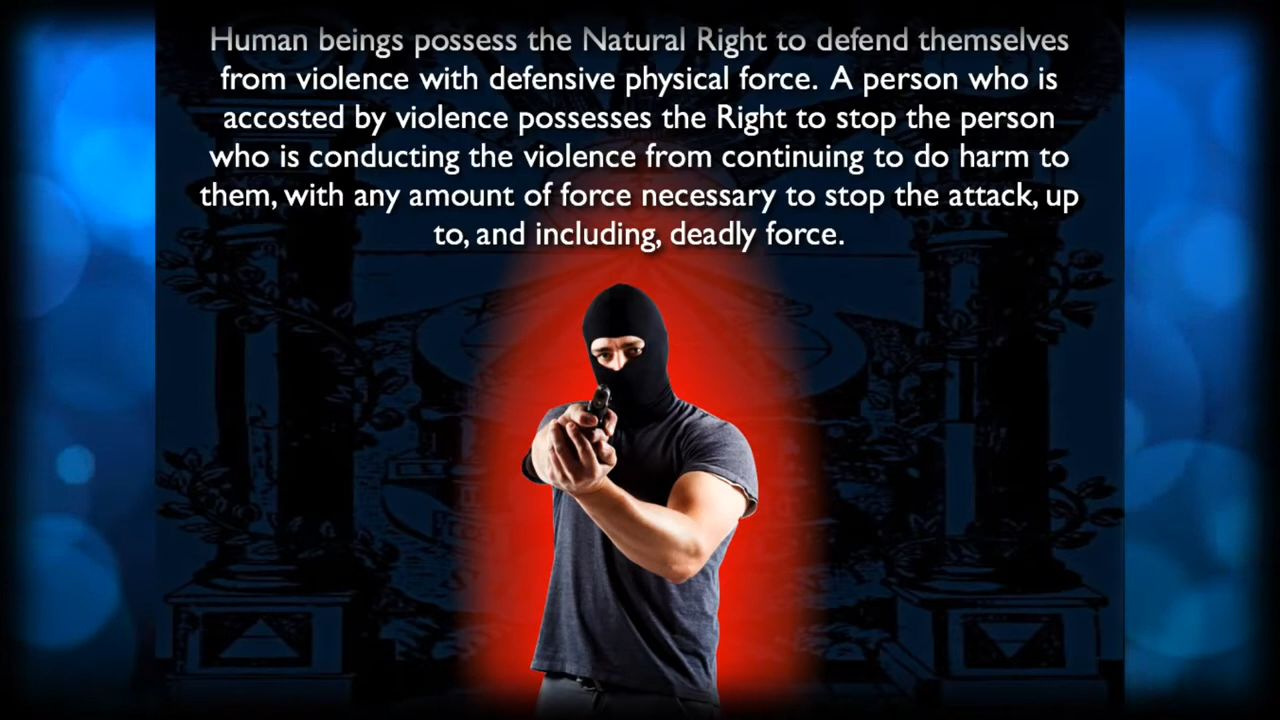 Human beings possess the Natural Right to defend themselves
from violence with defensive physical force. A person who is
accosted by violence possesses the Right to stop the person
who is conducting the violence from continuing to do harm to
them, with any amount of force necessary to stop the attack, up
to, and including, deadly force.